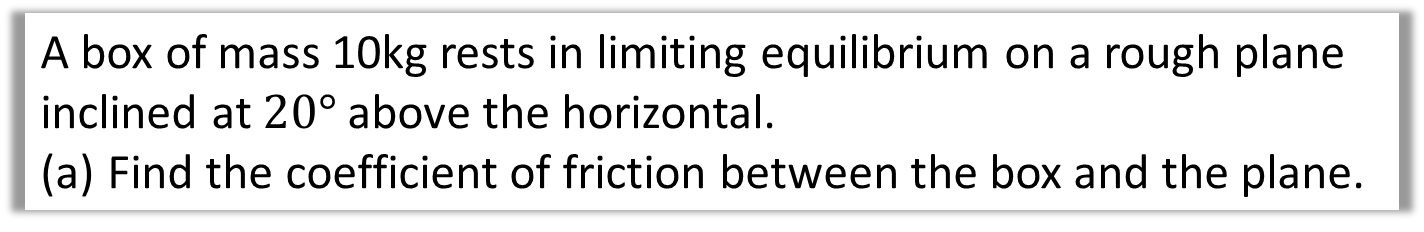 A box of mass 10kg rests in limiting equilibrium on a rough plane
inclined at 20° above the horizontal.
(a) Find the coefficient of friction between the box and the plane.